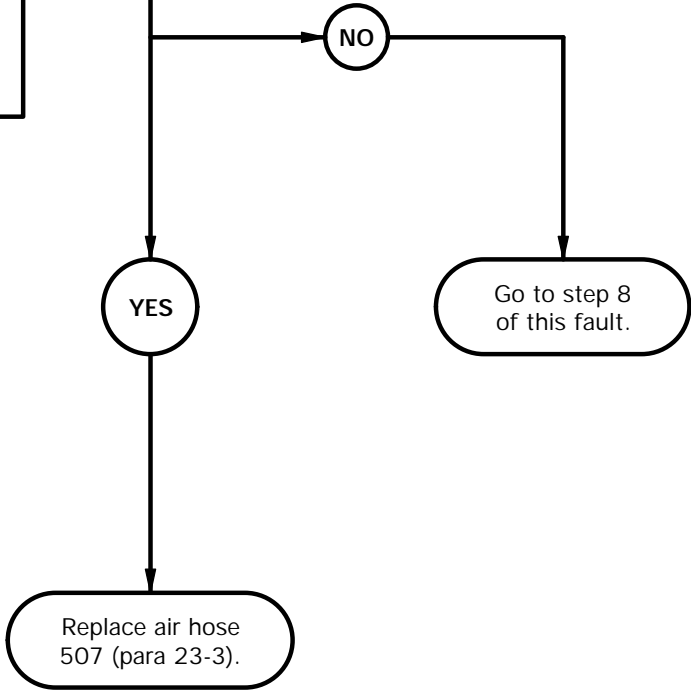 NO
YES
Go to step 8
of this fault.
Replace air hose
507 (para 23-3).